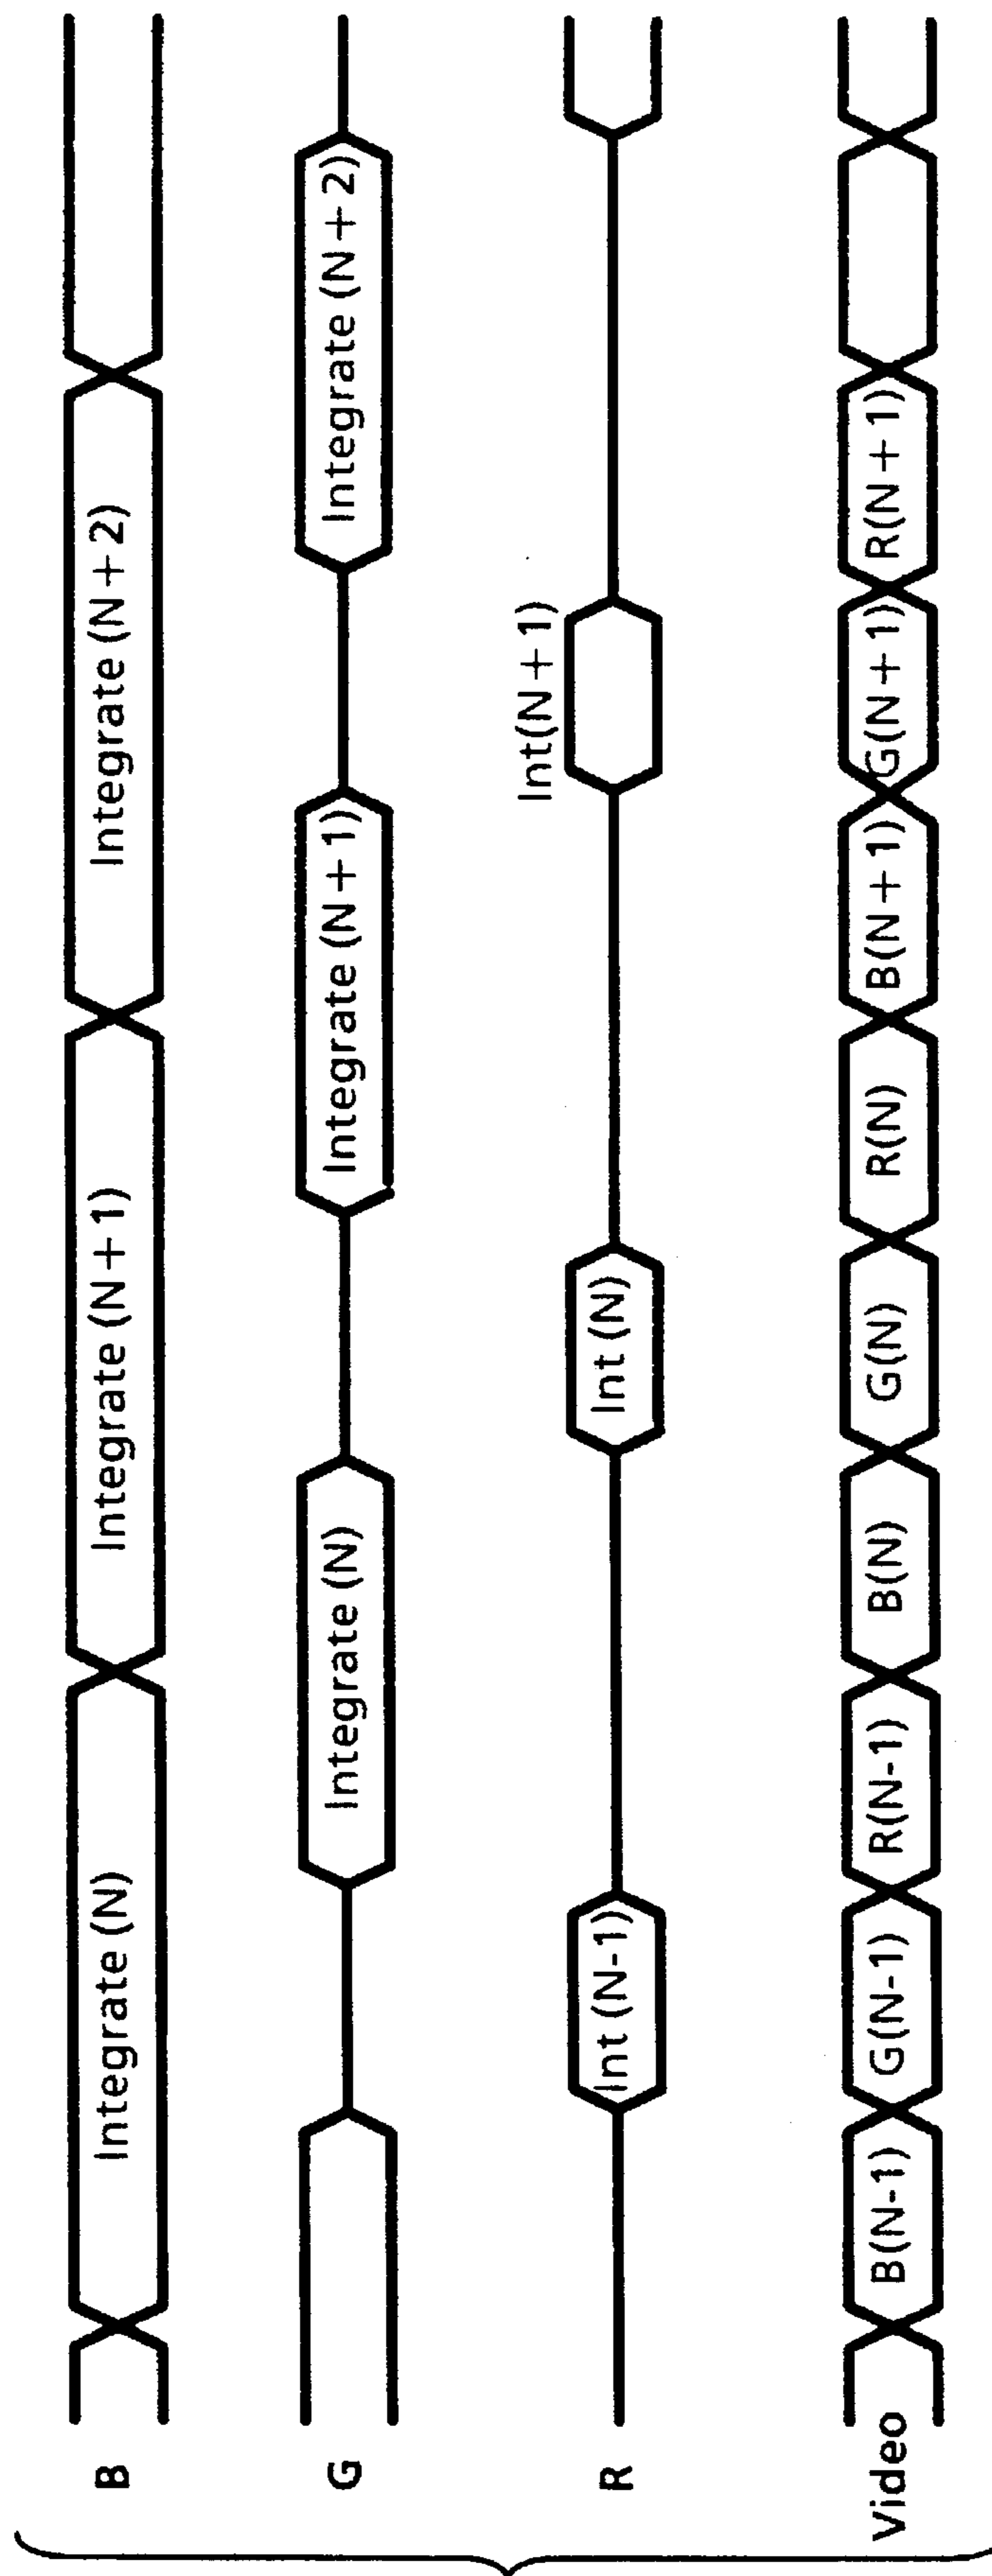 B Integrate (N) Integrate (N + 1) Integrate (N + 2)
G Integrate (N) Integrate (N + 1) Integrate (N + 2)
R Int (N-1) Int (N) Int(N + 1)
Video B(N-1) G(N-1) R(N-1) B(N) G(N) R(N) B(N + 1) G(N + 1) R(N + 1)